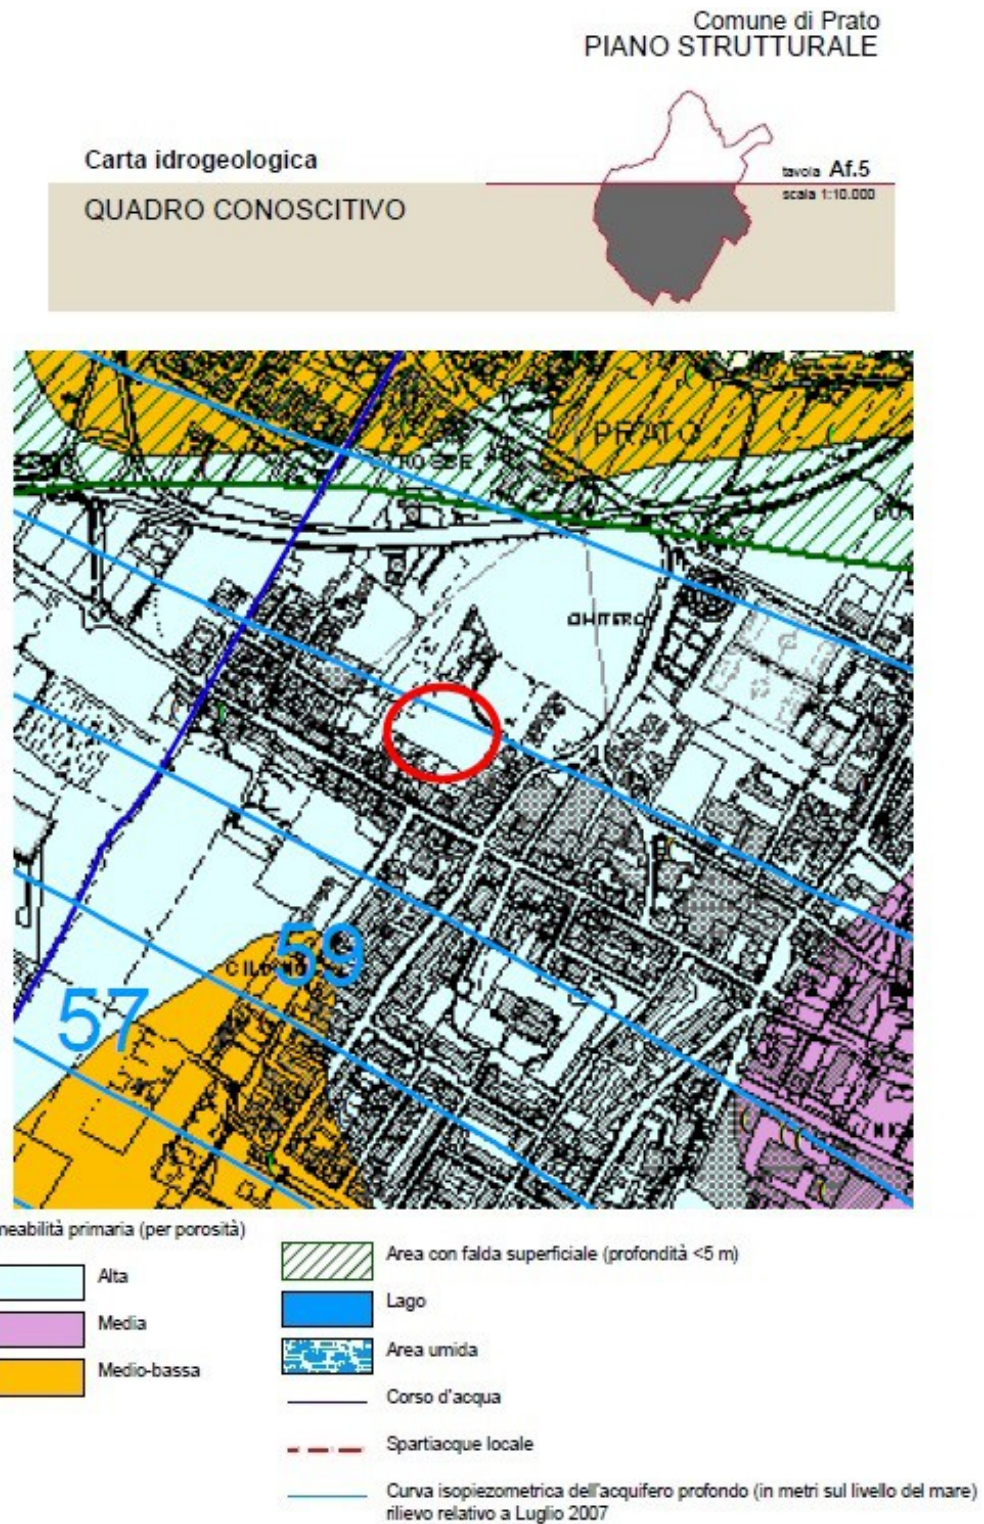 Comune di Prato
PIANO STRUTTURALE
Carta idrogeologica
tavola Af.5
scala 1:10.000
QUADRO CONOSCITIVO
PRATO
59
57
meabilità primaria (per porosità)
Alta
Media
Medio-bassa
Area con falda superficiale (profondità <5 m)
Lago
Area umida
Corso d'acqua
Spartiacque locale
Curva isopiezometrica dell'acquifero profondo (in metri sul livello del mare)
rilievo relativo a Luglio 2007